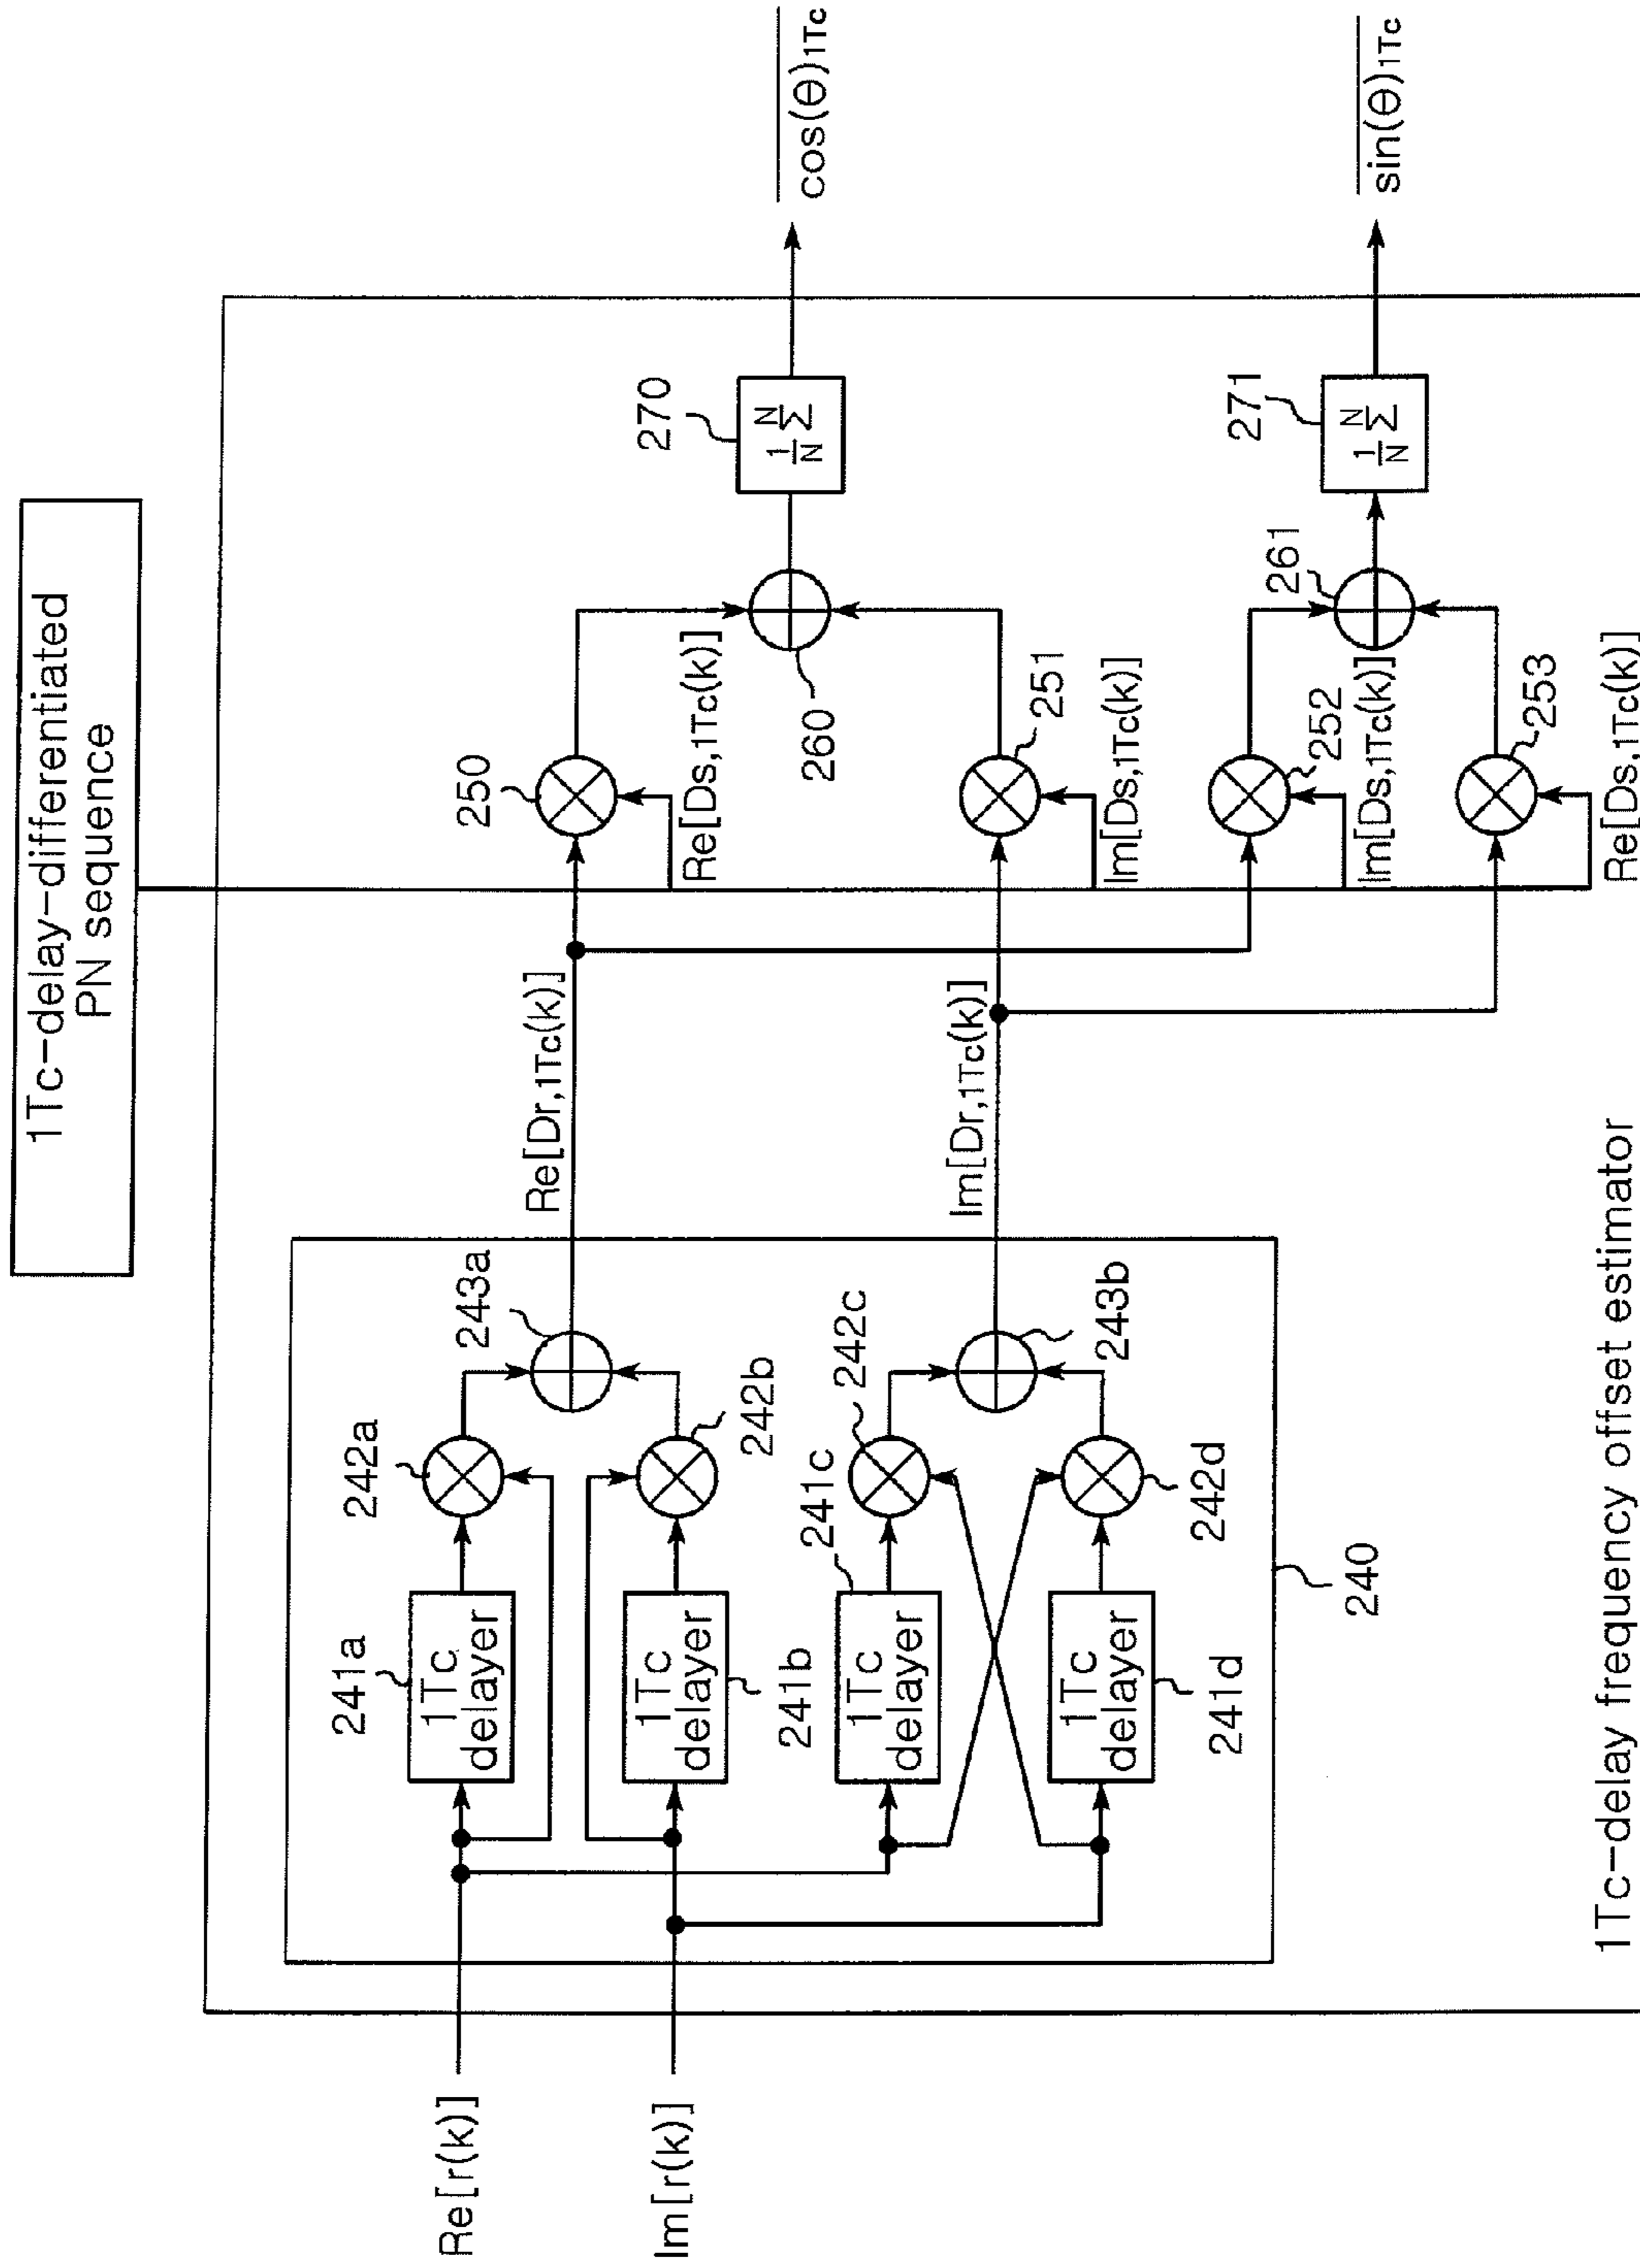 1Tc-delay-differentiated
PN sequence
Re[r(k)]
Im[r(k)]
241a
1Tc
delayer
242a
243a
1Tc
delayer
241b
242b
241c
1Tc
delayer
242c
1Tc
delayer
241d
242d
243b
240
Re[Dr,1Tc(k)]
Im[Dr,1Tc(k)]
250
Re[Ds,1Tc(k)]
251
Im[Ds,1Tc(k)]
252
Im[Ds,1Tc(k)]
253
Re[Ds,1Tc(k)]
260
261
270
1/N N Σ
271
1/N N Σ
cos(θ)1Tc
sin(θ)1Tc
1Tc-delay frequency offset estimator